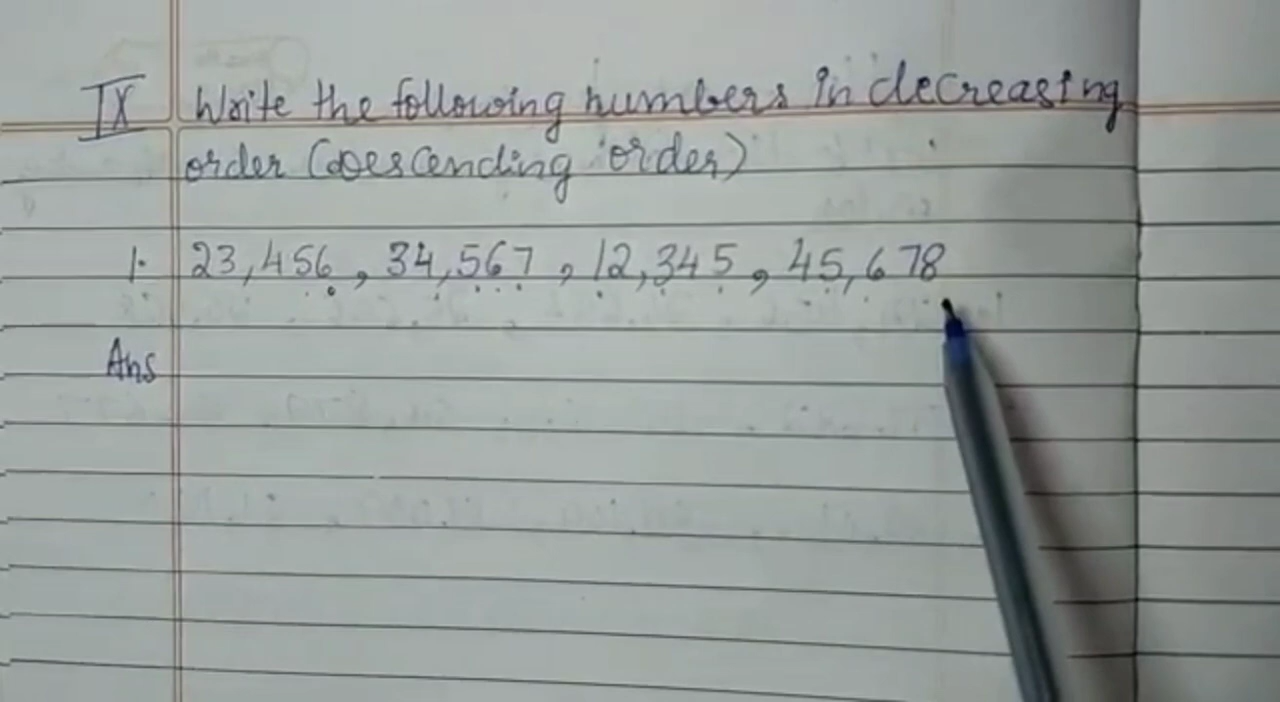 IX Write the following numbers in decreasing
order (Descending order)
1. 23,456, 34,567, 12,345, 45,678
Ans